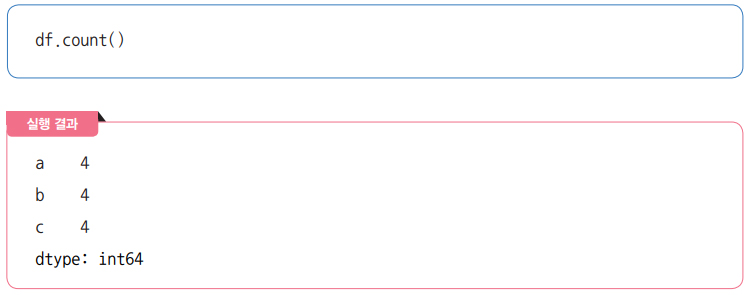 df.count()
실행 결과
a    4
b    4
c    4
dtype: int64